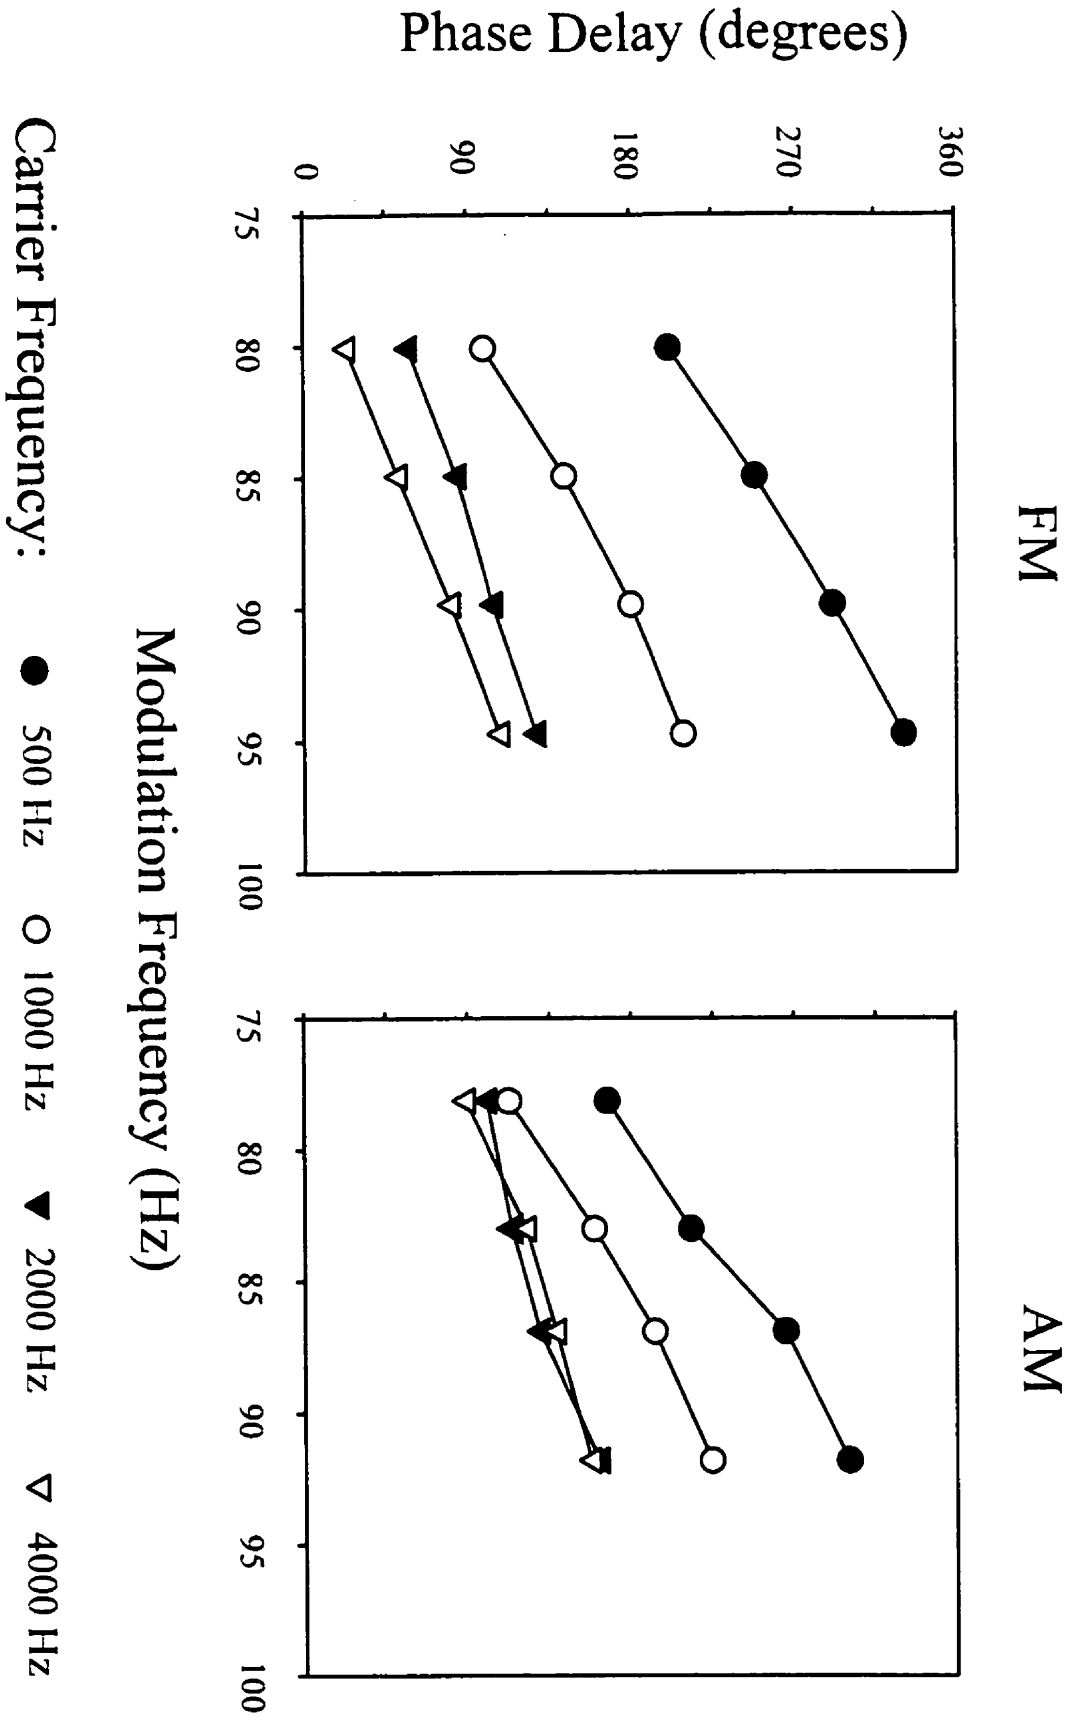 FM
AM
Phase Delay (degrees)
360
270
180
90
0
75 80 85 90 95 100
75 80 85 90 95 100
Modulation Frequency (Hz)
Carrier Frequency: 500 Hz 1000 Hz 2000 Hz 4000 Hz